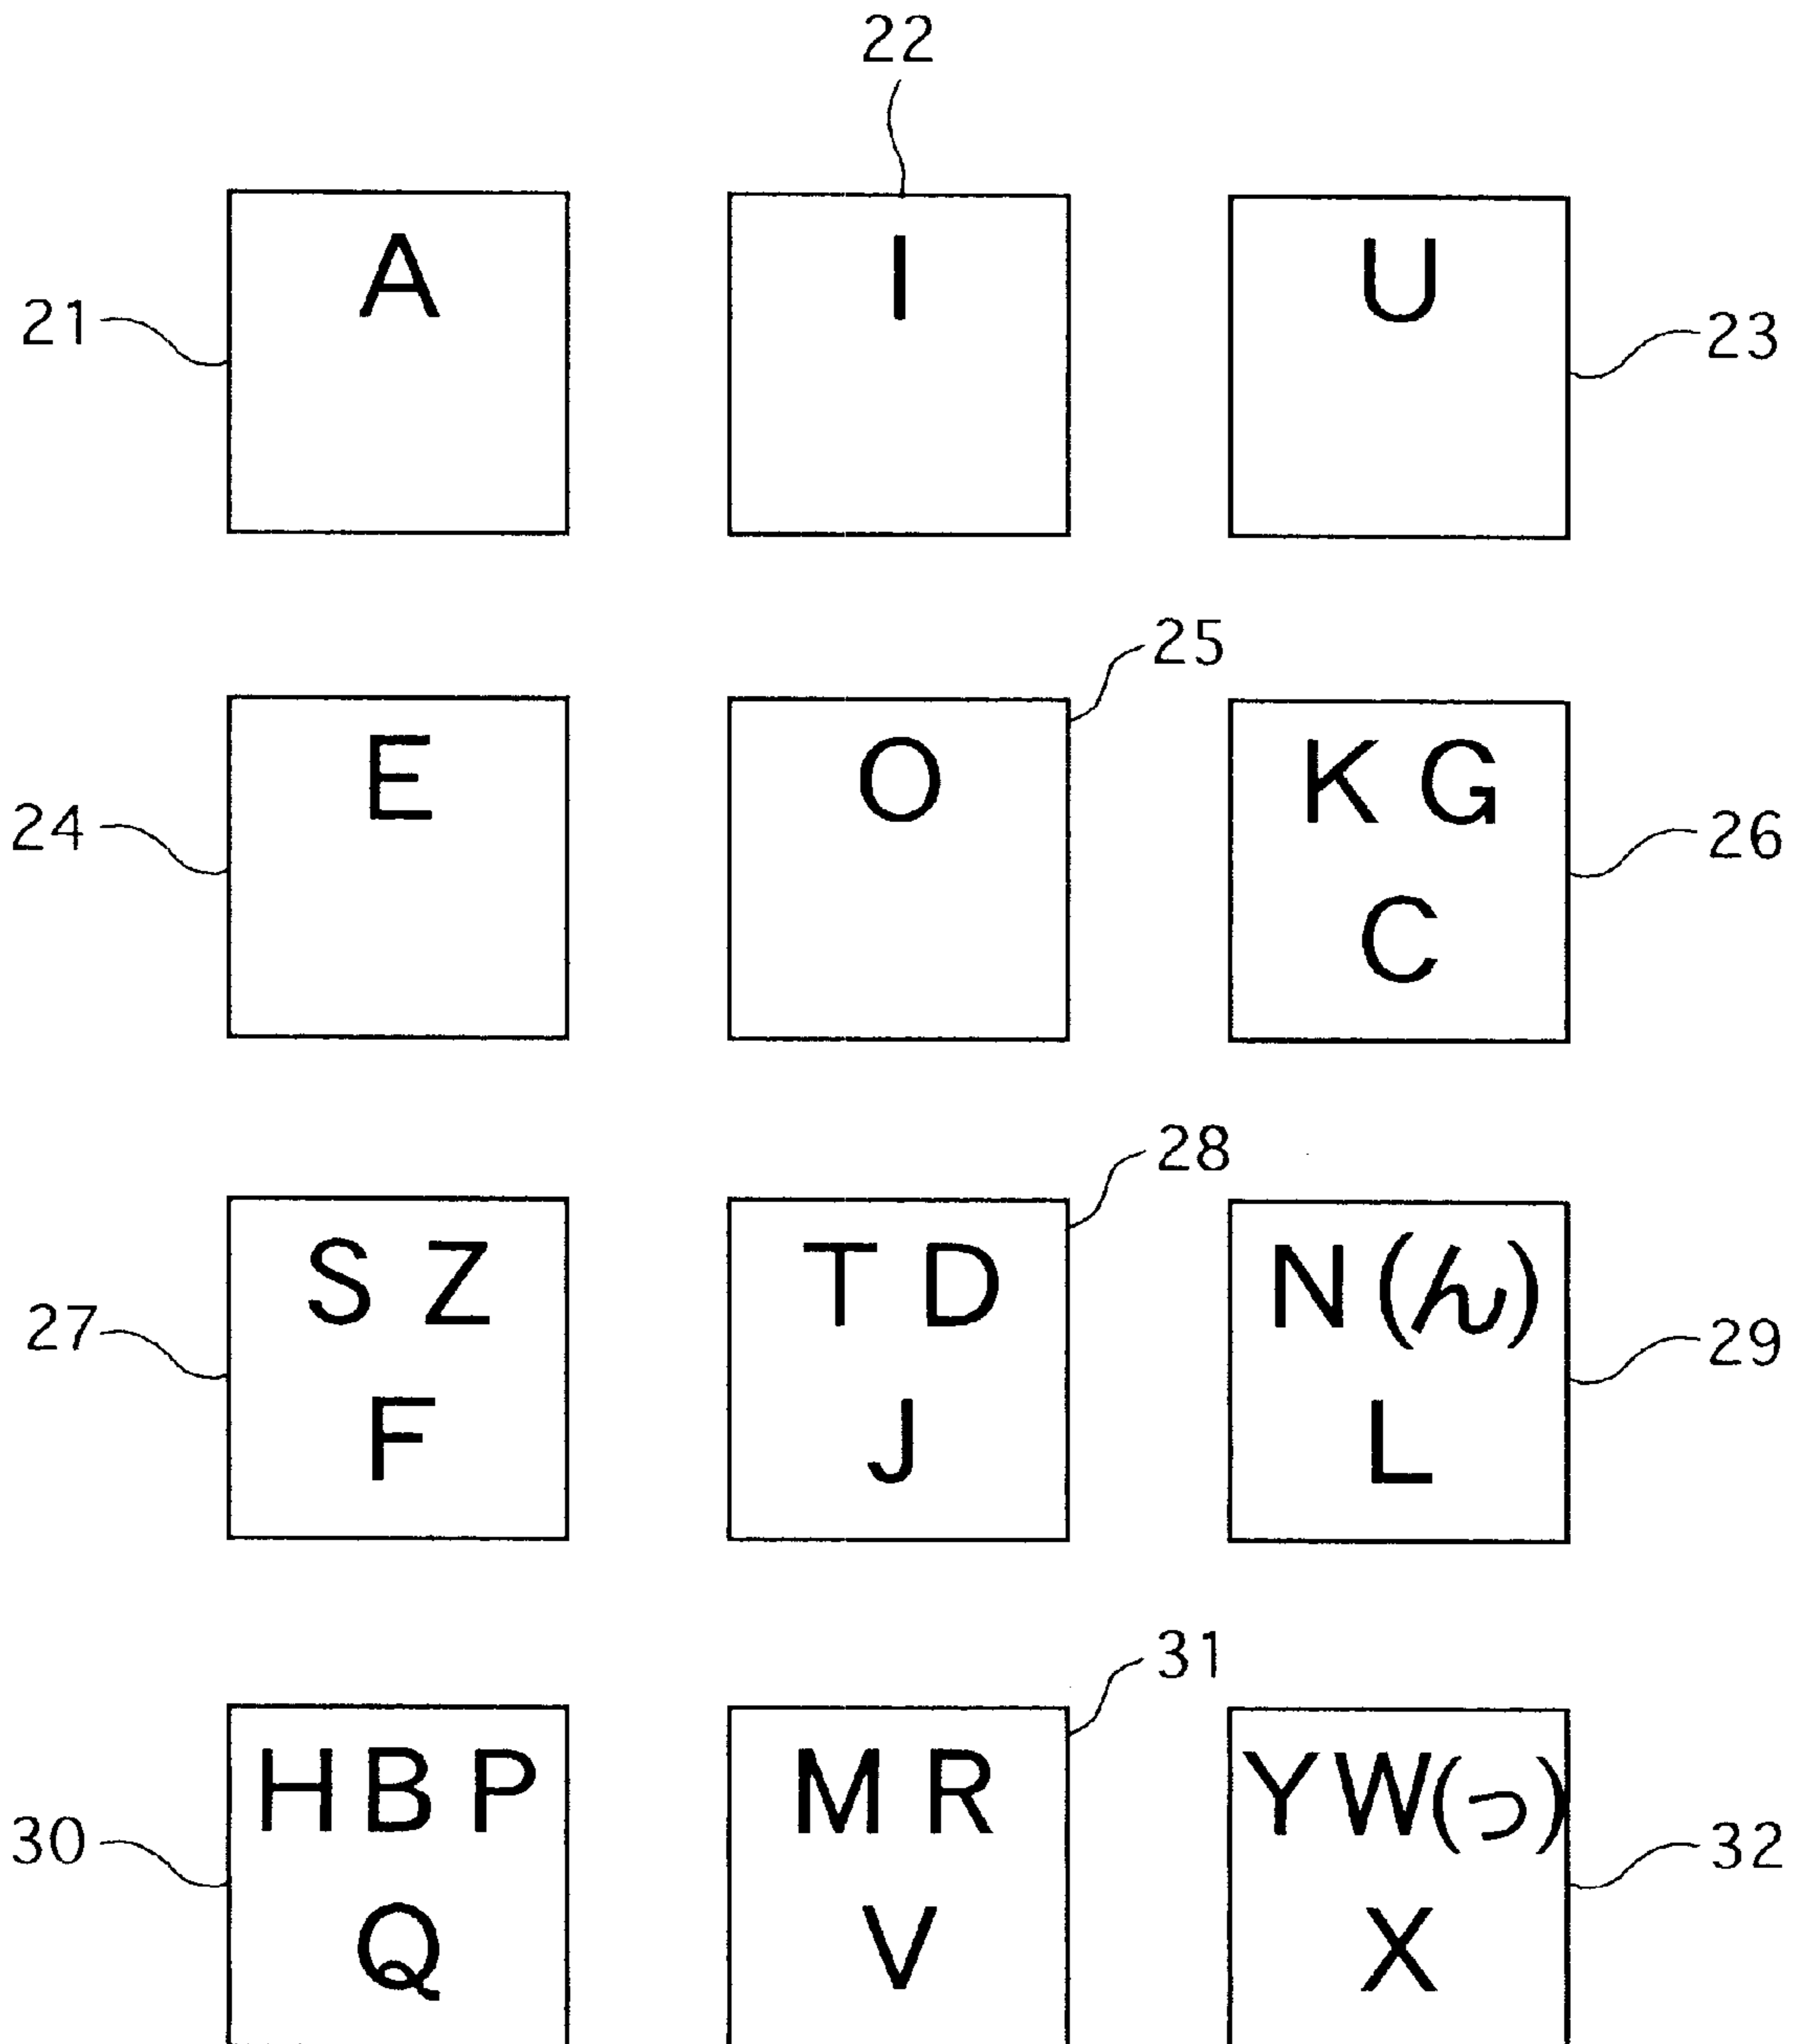 22
A I U
21 23
25
E O K G
24 26
C
28
S Z T D N(ん)
27 29
F J L
31
H B P M R Y W(っ)
30 32
Q V X